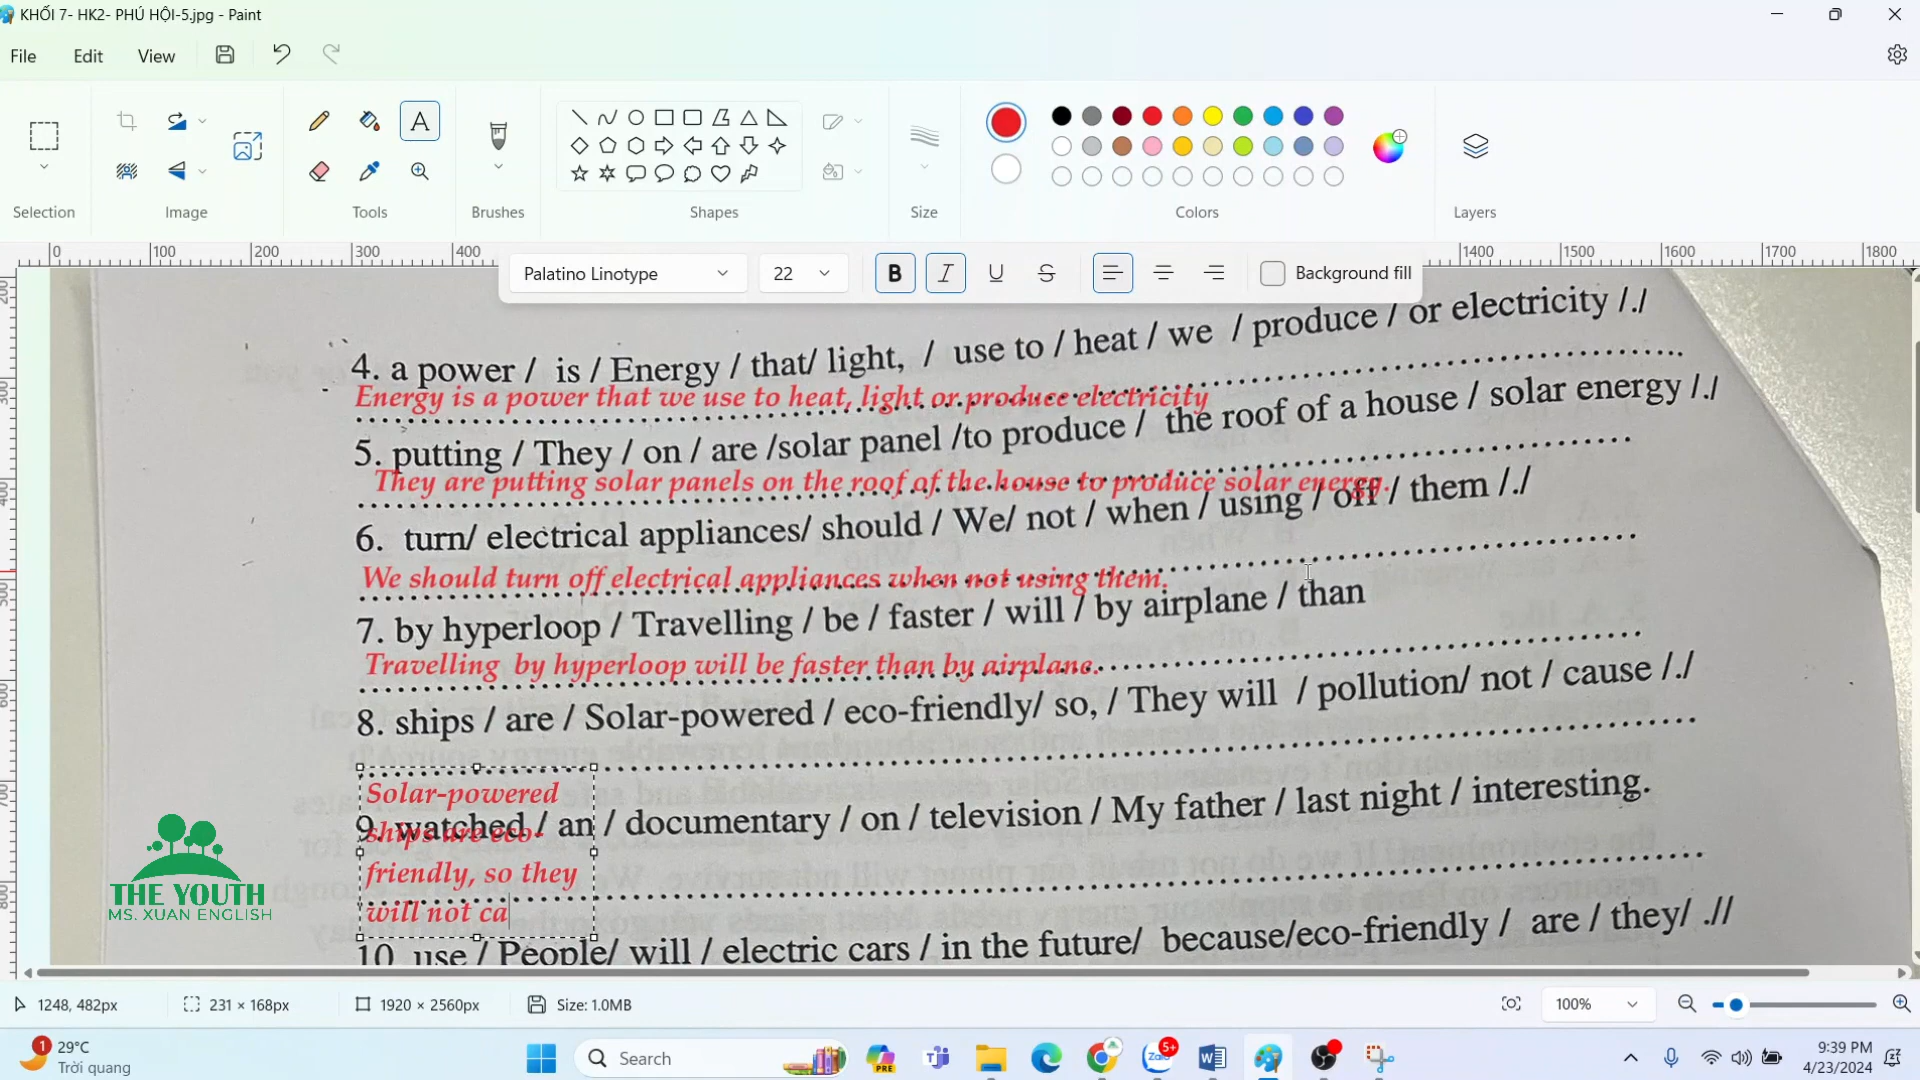 KHỐI 7- HK2- PHÚ HỘI-5.jpg - Paint
File Edit View
Selection Image Tools Brushes Shapes Size Colors Layers
0 100 200 300 400 1400 1500 1600 1700 1800
Palatino Linotype 22 B I U S Background fill
4. a power / is / Energy / that/ light, / use to / heat / we / produce / or electricity /./
Energy is a power that we use to heat, light or produce electricity
5. putting / They / on / are /solar panel /to produce / the roof of a house / solar energy /./
They are putting solar panels on the roof of the house to produce solar energy.
6. turn/ electrical appliances/ should / We/ not / when / using / off / them /./
We should turn off electrical appliances when not using them.
7. by hyperloop / Travelling / be / faster / will / by airplane / than
Travelling by hyperloop will be faster than by airplane.
8. ships / are / Solar-powered / eco-friendly/ so, / They will / pollution/ not / cause /./
Solar-powered
ships are eco-
friendly, so they
will not ca
9. watched / an / documentary / on / television / My father / last night / interesting.
10 use / People/ will / electric cars / in the future/ because/eco-friendly / are / they/ .//
THE YOUTH
MS. XUAN ENGLISH
1248, 482px 231 × 168px 1920 × 2560px Size: 1.0MB 100%
1 29°C
Trời quang
Search
PRE
Zalo 5+
9:39 PM
4/23/2024